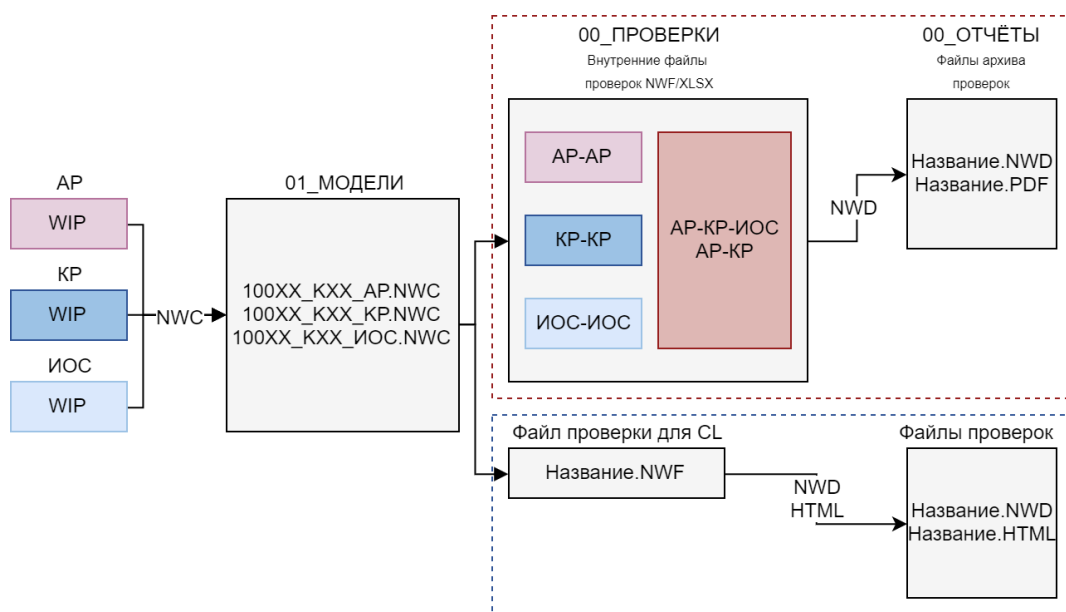 АР
WIP
КР
WIP
ИОС
WIP
NWC
01_МОДЕЛИ
100XX_KXX_АР.NWC
100XX_KXX_КР.NWC
100XX_KXX_ИОС.NWC
00_ПРОВЕРКИ
Внутренние файлы
проверок NWF/XLSX
АР-АР
КР-КР
ИОС-ИОС
АР-КР-ИОС
АР-КР
NWD
00_ОТЧЁТЫ
Файлы архива
проверок
Название.NWD
Название.PDF
Файл проверки для CL
Название.NWF
NWD
HTML
Файлы проверок
Название.NWD
Название.HTML